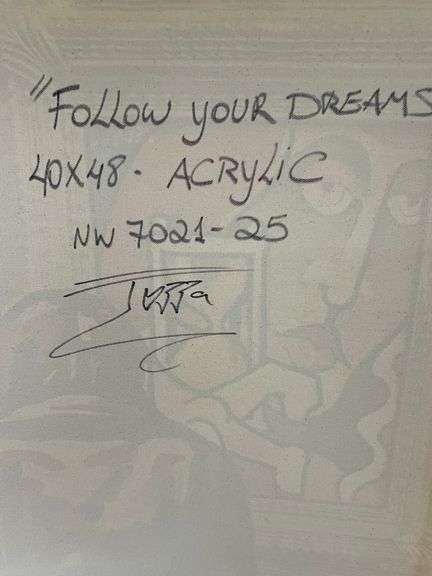 "FOLLOW YOUR DREAMS
40X48 · ACRYLIC
NW 7021-25